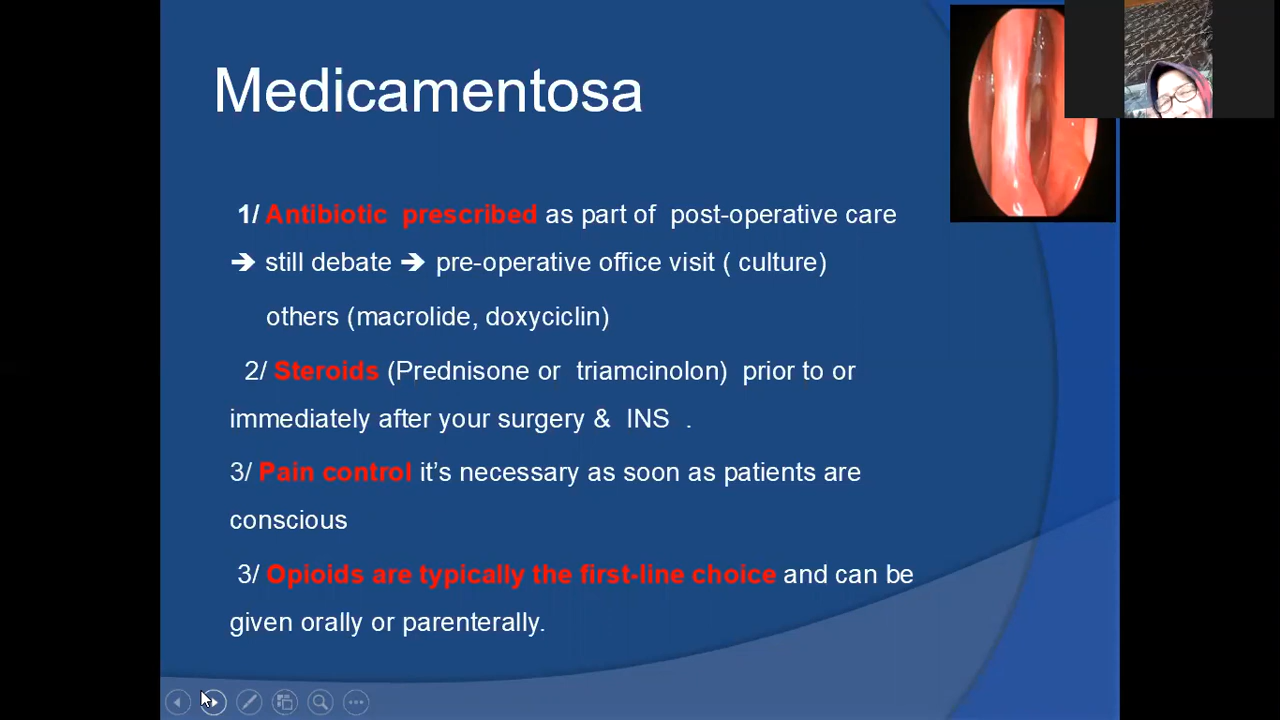 Medicamentosa
1/ Antibiotic prescribed as part of post-operative care
➔ still debate ➔ pre-operative office visit ( culture)
others (macrolide, doxyciclin)
2/ Steroids (Prednisone or triamcinolon) prior to or
immediately after your surgery & INS .
3/ Pain control it’s necessary as soon as patients are
conscious
3/ Opioids are typically the first-line choice and can be
given orally or parenterally.